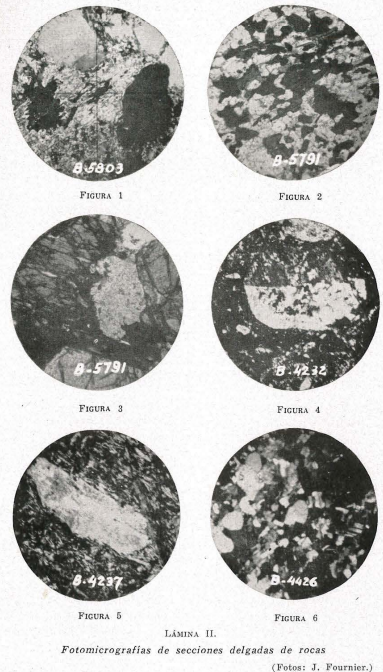 B-5803
B-5791
FIGURA 1
FIGURA 2
B-5791
B-4232
FIGURA 3
FIGURA 4
B-4237
B-4426
FIGURA 5
FIGURA 6
LÁMINA II.
Fotomicrografías de secciones delgadas de rocas
(Fotos: J. Fournier.)